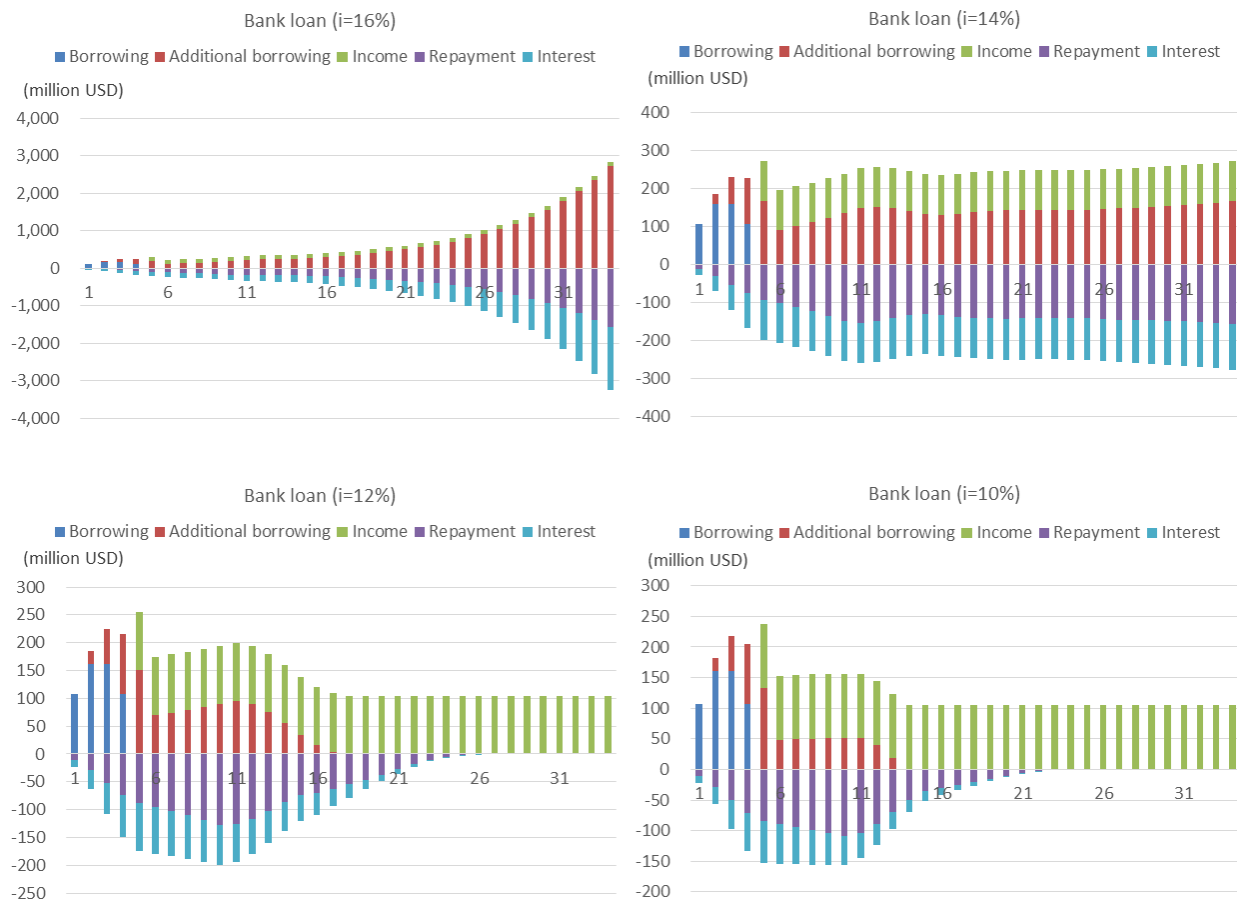 Bank loan (i=16%)
Borrowing Additional borrowing Income Repayment Interest
(million USD)
4,000
3,000
2,000
1,000
0
1 6 11 16 21 26 31
-1,000
-2,000
-3,000
-4,000
Bank loan (i=14%)
Borrowing Additional borrowing Income Repayment Interest
(million USD)
400
300
200
100
0
1 6 11 16 21 26 31
-100
-200
-300
-400
Bank loan (i=12%)
Borrowing Additional borrowing Income Repayment Interest
(million USD)
300
250
200
150
100
50
0
1 6 11 16 21 26 31
-50
-100
-150
-200
-250
Bank loan (i=10%)
Borrowing Additional borrowing Income Repayment Interest
(million USD)
300
250
200
150
100
50
0
1 6 11 16 21 26 31
-50
-100
-150
-200